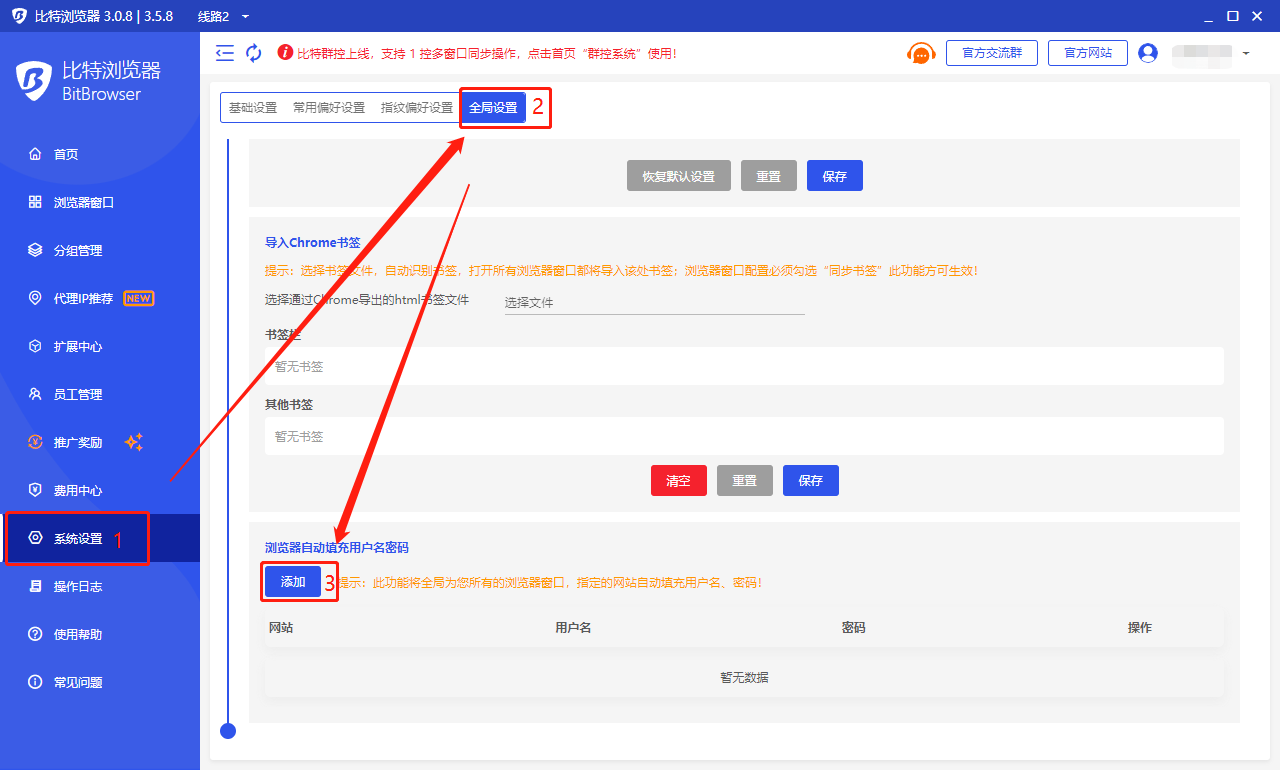 比特浏览器 3.0.8 | 3.5.8 线路2
比特浏览器
BitBrowser
首页
浏览器窗口
分组管理
代理IP推荐 NEW
扩展中心
员工管理
推广奖励
费用中心
系统设置 1
操作日志
使用帮助
常见问题
比特群控上线，支持 1 控多窗口同步操作，点击首页“群控系统”使用！
官方交流群 官方网站
基础设置 常用偏好设置 指纹偏好设置 全局设置 2
恢复默认设置 重置 保存
导入Chrome书签
提示：选择书签文件，自动识别书签，打开所有浏览器窗口都将导入该处书签；浏览器窗口配置必须勾选“同步书签”此功能方可生效！
选择通过Chrome导出的html书签文件 选择文件
书签栏
暂无书签
其他书签
暂无书签
清空 重置 保存
浏览器自动填充用户名密码
添加 3 提示：此功能将全局为您所有的浏览器窗口，指定的网站自动填充用户名、密码！
网站 用户名 密码 操作
暂无数据